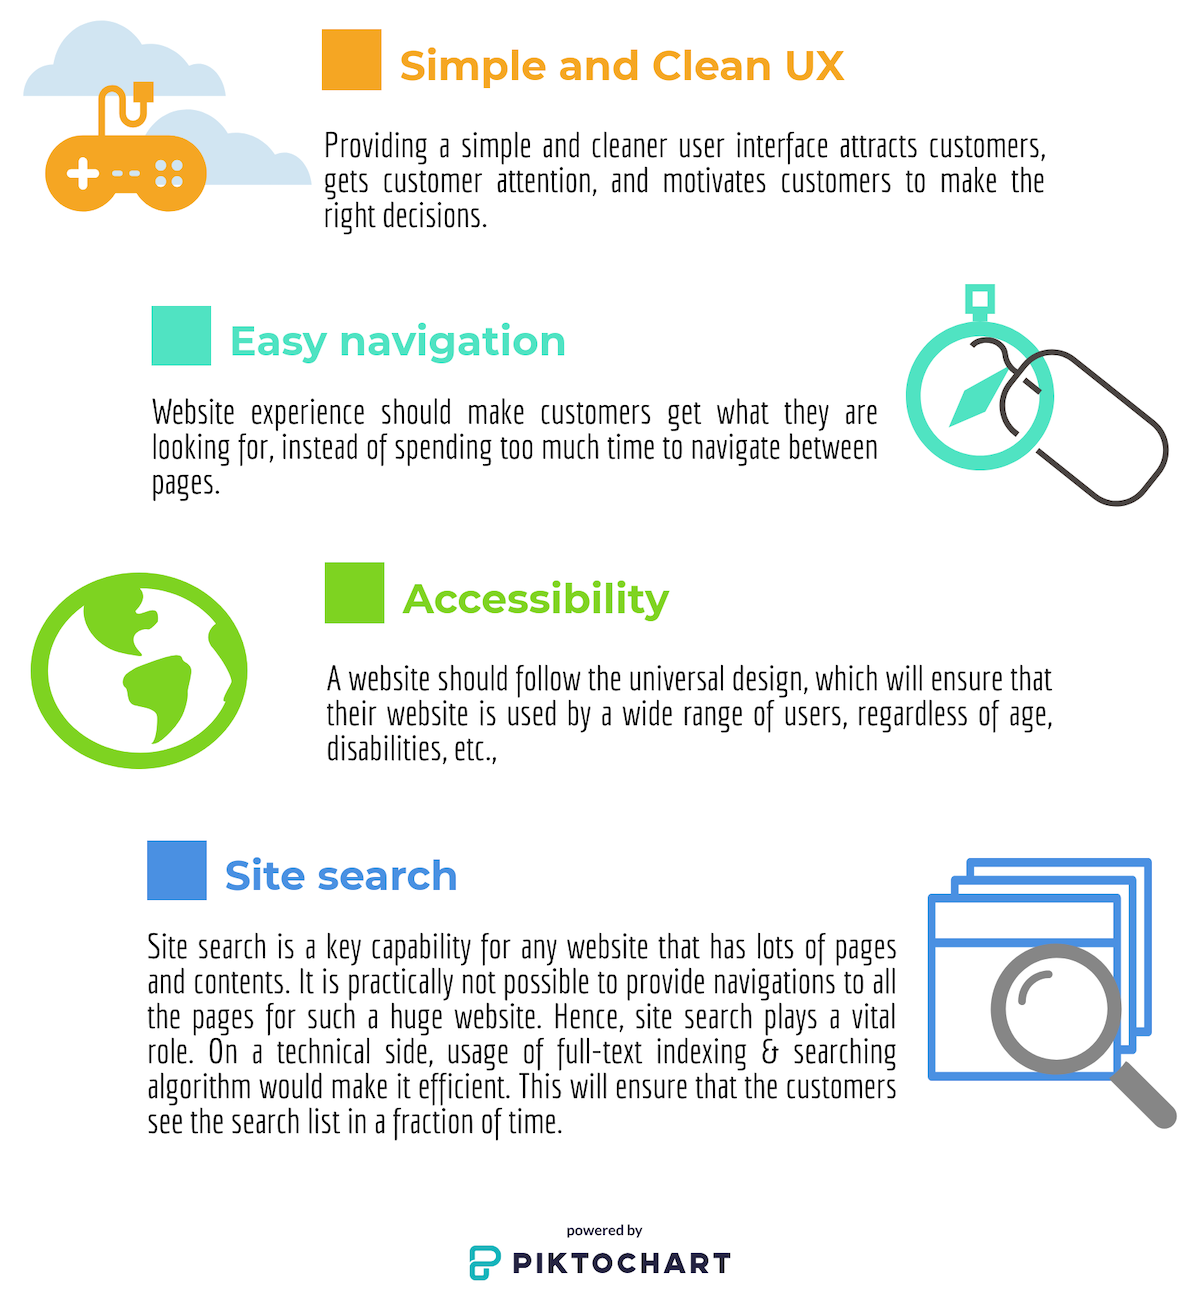 Simple and Clean UX
Providing a simple and cleaner user interface attracts customers,
gets customer attention, and motivates customers to make the
right decisions.
Easy navigation
Website experience should make customers get what they are
looking for, instead of spending too much time to navigate between
pages.
Accessibility
A website should follow the universal design, which will ensure that
their website is used by a wide range of users, regardless of age,
disabilities, etc.,
Site search
Site search is a key capability for any website that has lots of pages
and contents. It is practically not possible to provide navigations to all
the pages for such a huge website. Hence, site search plays a vital
role. On a technical side, usage of full-text indexing & searching
algorithm would make it efficient. This will ensure that the customers
see the search list in a fraction of time.
powered by
PIKTOCHART